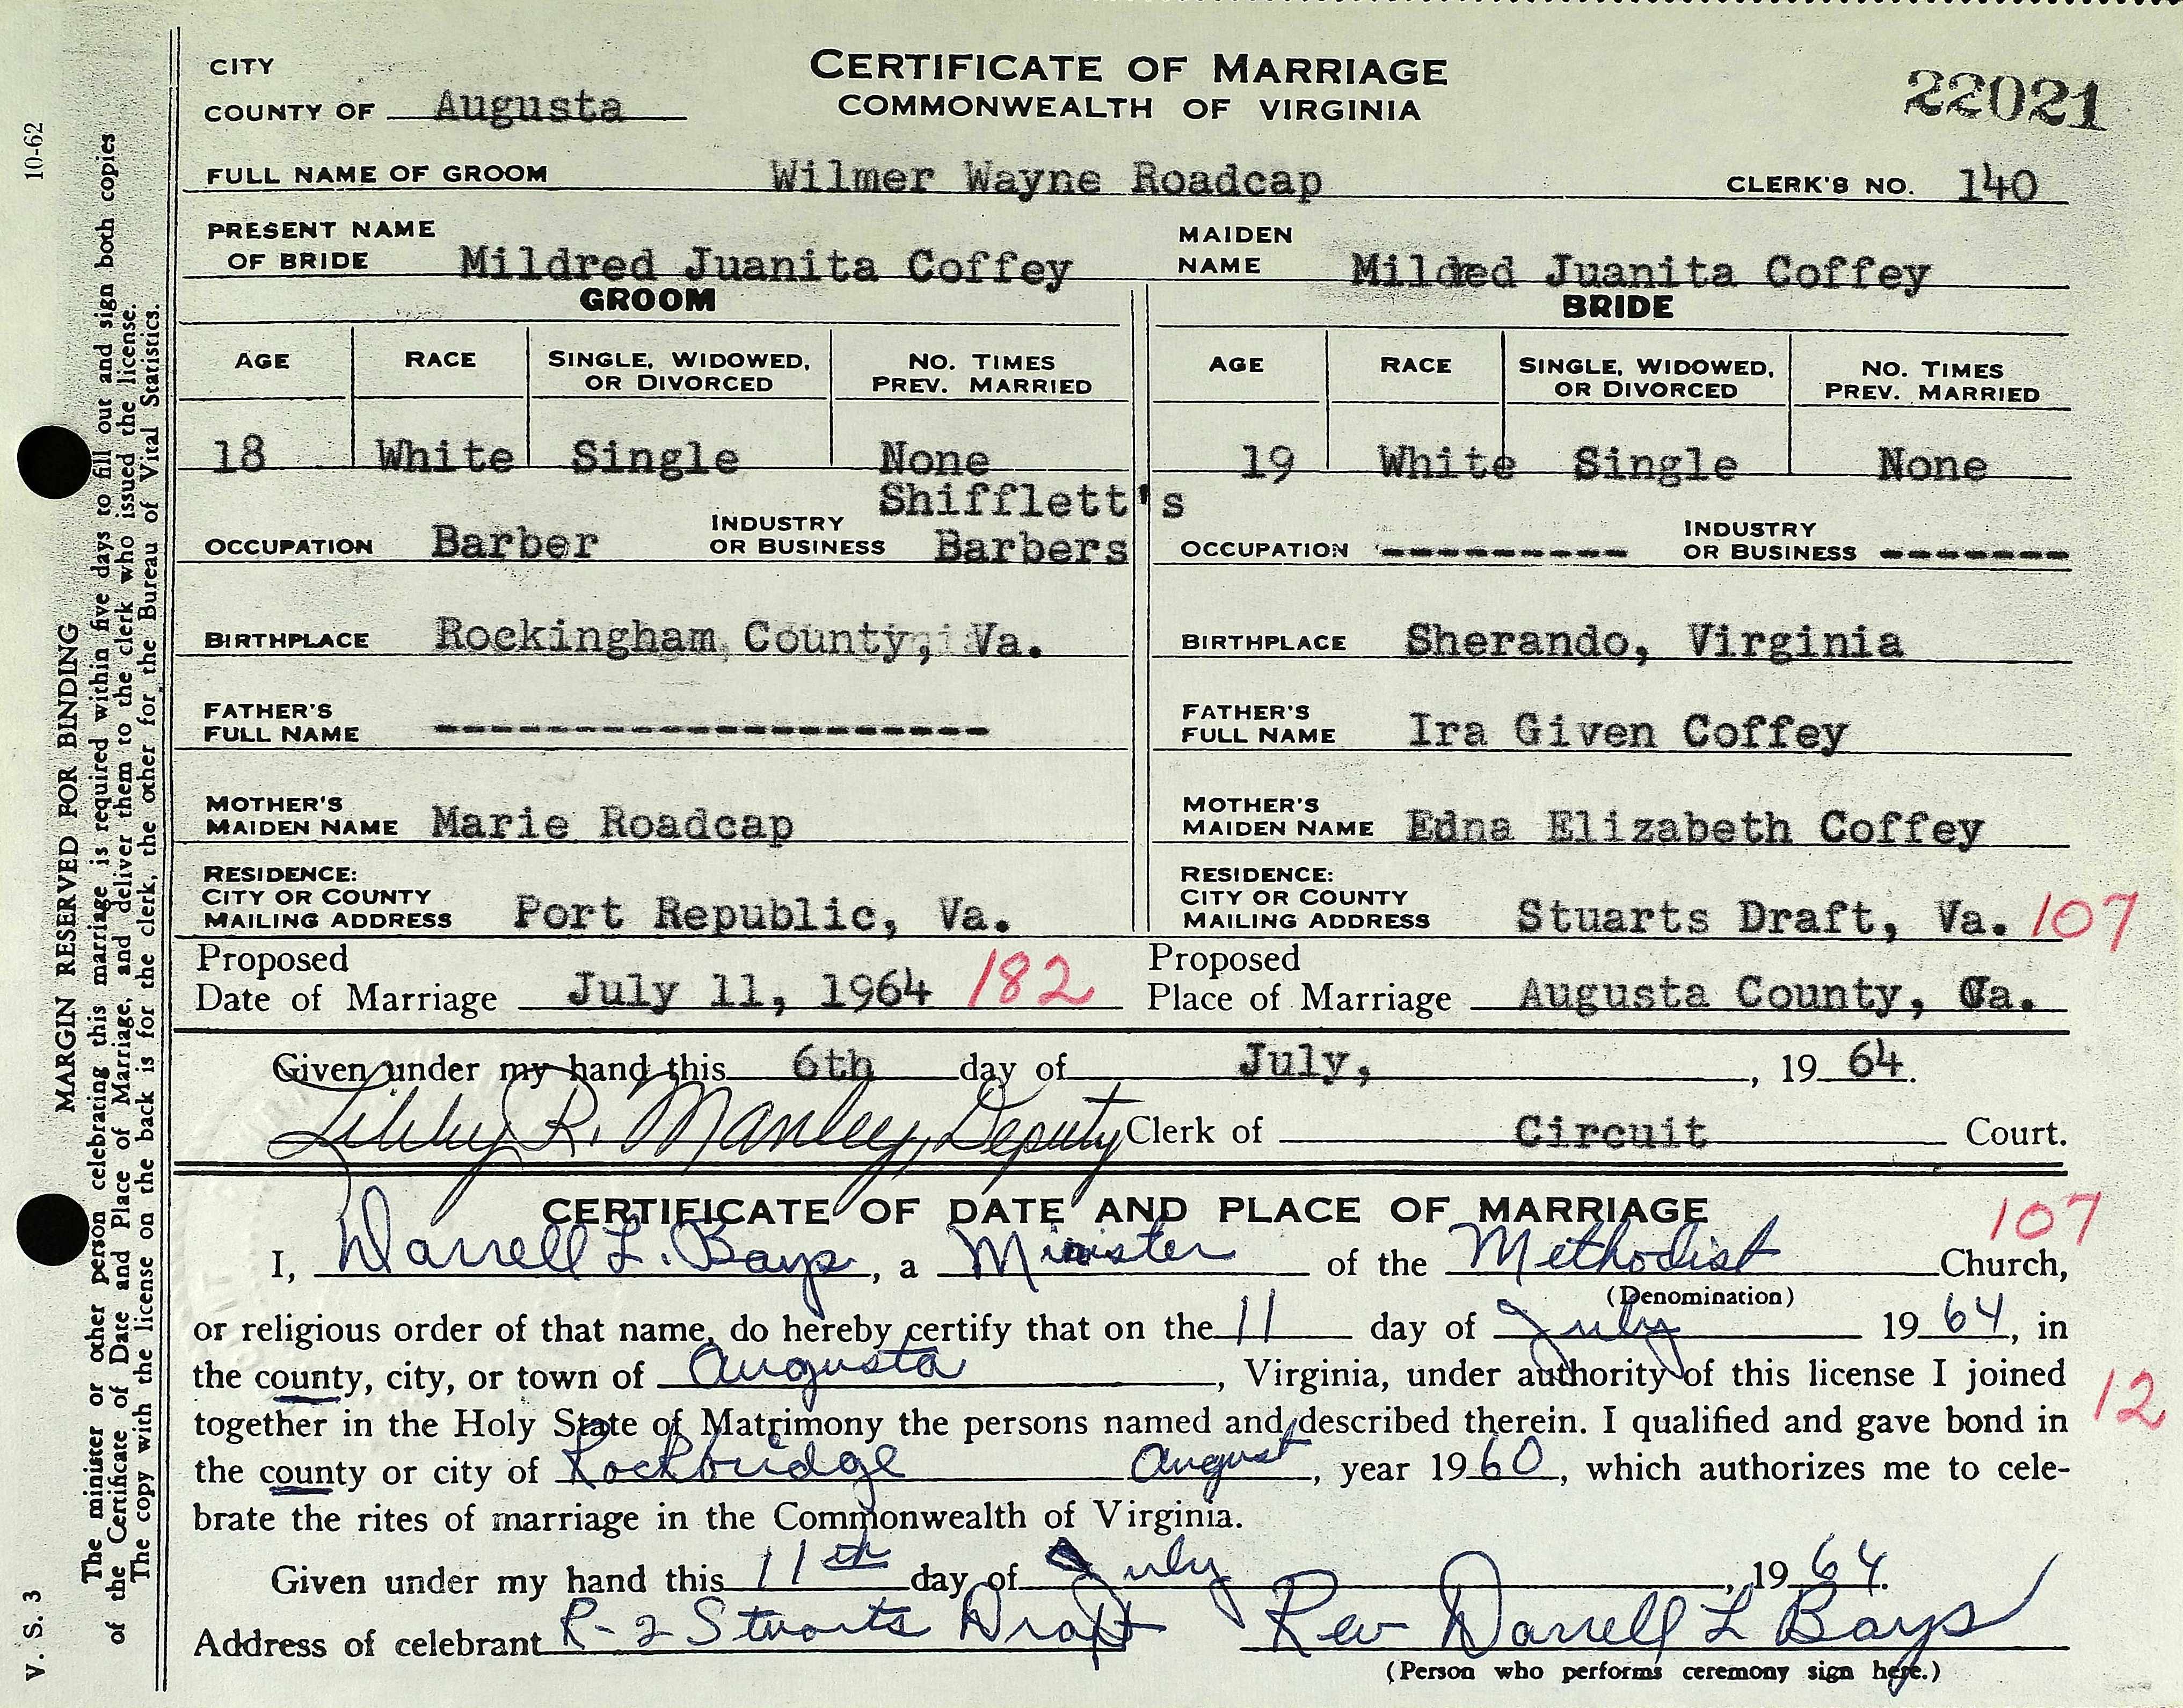 CITY
COUNTY OF Augusta
CERTIFICATE OF MARRIAGE
COMMONWEALTH OF VIRGINIA
22021
FULL NAME OF GROOM Wilmer Wayne Roadcap CLERK'S NO. 140
PRESENT NAME OF BRIDE Mildred Juanita Coffey MAIDEN NAME Mildred Juanita Coffey
GROOM BRIDE
AGE RACE SINGLE, WIDOWED, OR DIVORCED NO. TIMES PREV. MARRIED AGE RACE SINGLE, WIDOWED, OR DIVORCED NO. TIMES PREV. MARRIED
18 White Single None 19 White Single None
OCCUPATION Barber INDUSTRY OR BUSINESS Shifflett's Barbers OCCUPATION --------- INDUSTRY OR BUSINESS -------
BIRTHPLACE Rockingham County, Va. BIRTHPLACE Sherando, Virginia
FATHER'S FULL NAME -------------------- FATHER'S FULL NAME Ira Given Coffey
MOTHER'S MAIDEN NAME Marie Roadcap MOTHER'S MAIDEN NAME Edna Elizabeth Coffey
RESIDENCE: CITY OR COUNTY MAILING ADDRESS Port Republic, Va. RESIDENCE: CITY OR COUNTY MAILING ADDRESS Stuarts Draft, Va. 107
Proposed Date of Marriage July 11, 1964 182 Proposed Place of Marriage Augusta County, Va.
Given under my hand this 6th day of July, , 19 64.
Libby R. Manley, Deputy Clerk of Circuit Court.
CERTIFICATE OF DATE AND PLACE OF MARRIAGE 107
I, Darrell L. Bays, a Minister of the Methodist Church,
(Denomination)
or religious order of that name, do hereby certify that on the 11 day of July 19 64, in
the county, city, or town of Augusta, Virginia, under authority of this license I joined
12
together in the Holy State of Matrimony the persons named and described therein. I qualified and gave bond in
the county or city of Rockbridge August, year 1960, which authorizes me to cele-
brate the rites of marriage in the Commonwealth of Virginia.
Given under my hand this 11th day of July, 1964.
Address of celebrant R-2 Stuarts Draft Rev Darrell L Bays
(Person who performs ceremony sign here.)
10-62
MARGIN RESERVED FOR BINDING
The minister or other person celebrating this marriage is required within five days to fill out and sign both copies
of the Certificate of Date and Place of Marriage, and deliver them to the clerk who issued the license.
The copy with the license on the back is for the clerk, the other for the Bureau of Vital Statistics.
V. S. 3